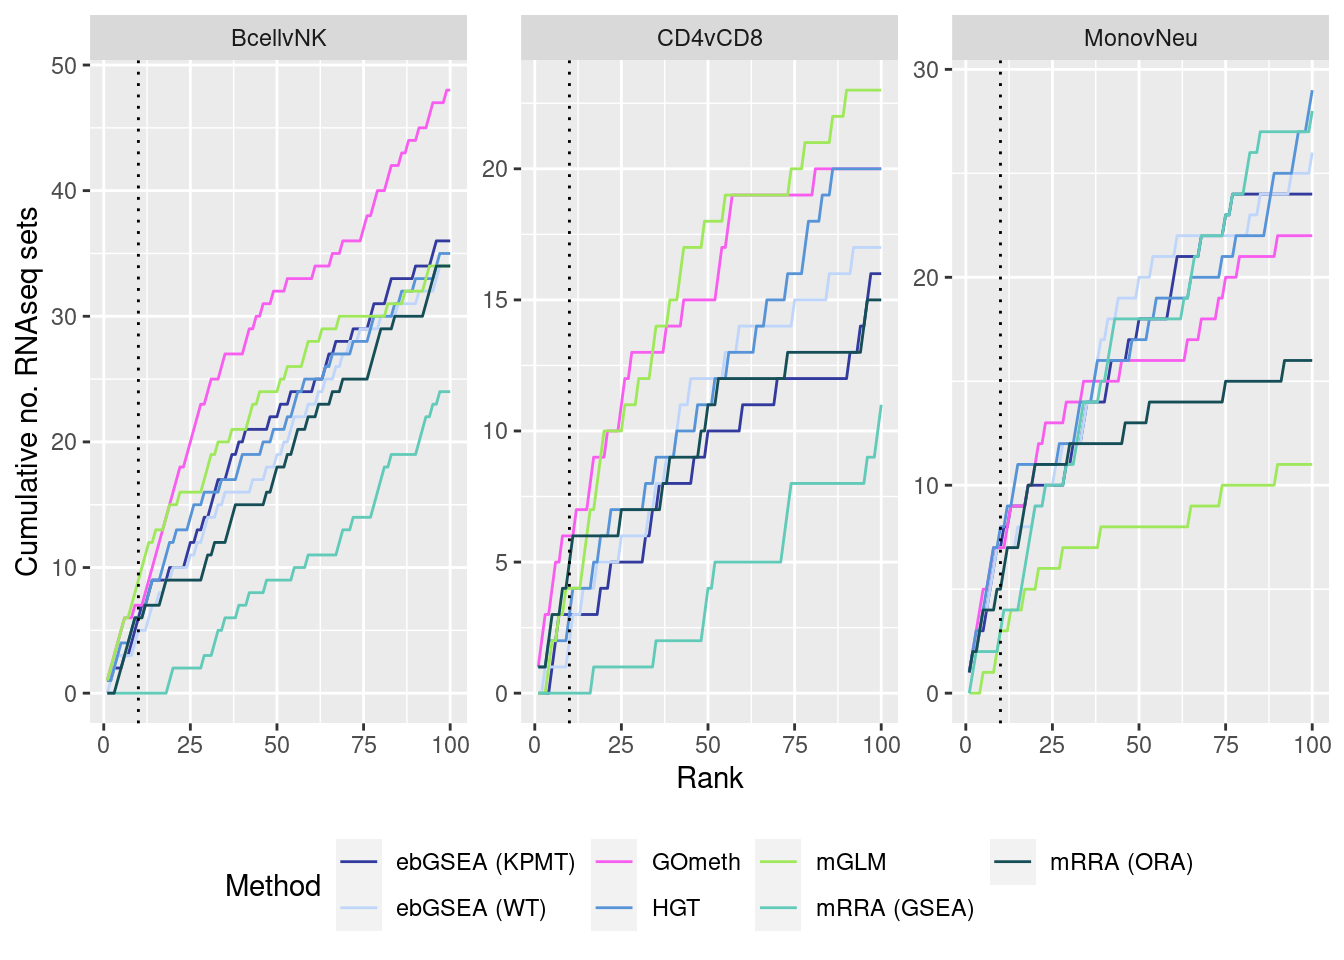 BcellvNK CD4vCD8 MonovNeu
Cumulative no. RNAseq sets
50
40
30
20
10
0
20
15
10
5
0
30
20
10
0
0 25 50 75 100 0 25 50 75 100 0 25 50 75 100
Rank
Method
ebGSEA (KPMT) GOmeth mGLM mRRA (ORA)
ebGSEA (WT) HGT mRRA (GSEA)